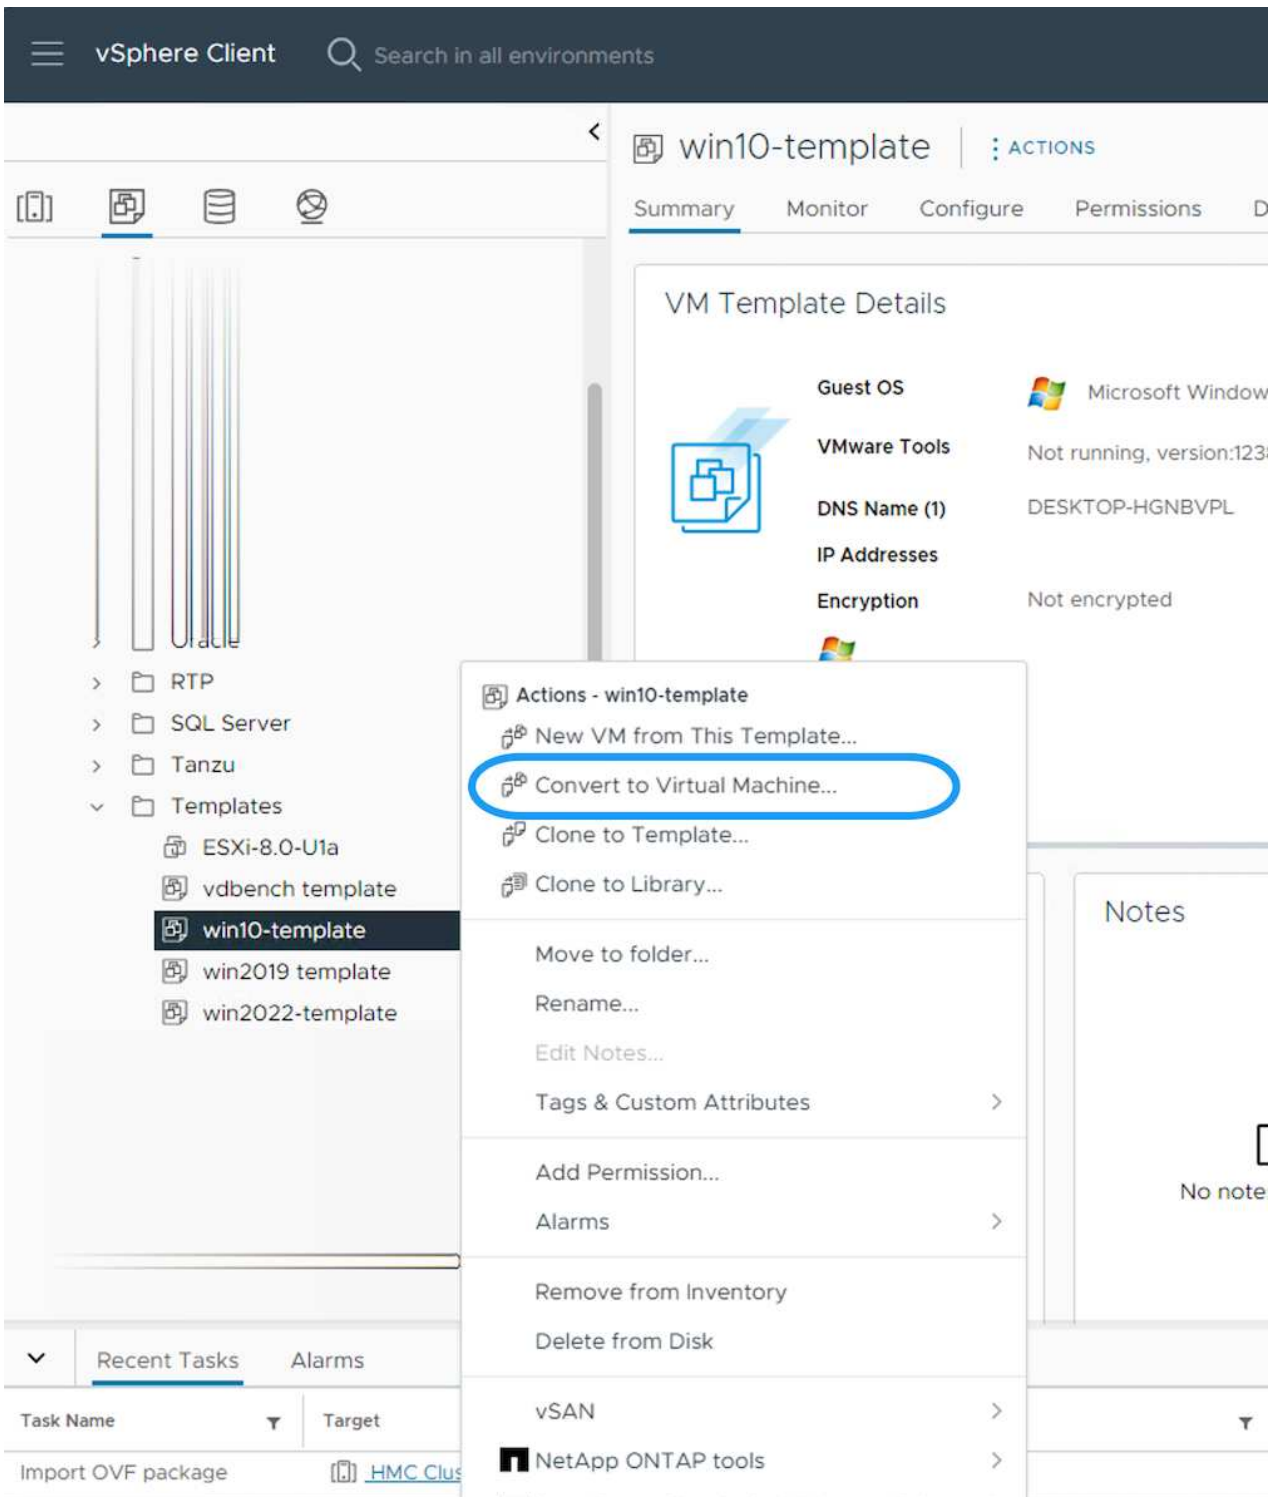 vSphere Client
Search in all environments
win10-template
ACTIONS
Summary
Monitor
Configure
Permissions
D
VM Template Details
Guest OS
Microsoft Window
VMware Tools
Not running, version:1238
DNS Name (1)
DESKTOP-HGNBVPL
IP Addresses
Encryption
Not encrypted
Oracle
RTP
SQL Server
Tanzu
Templates
ESXi-8.0-U1a
vdbench template
win10-template
win2019 template
win2022-template
Actions - win10-template
New VM from This Template...
Convert to Virtual Machine...
Clone to Template...
Clone to Library...
Move to folder...
Rename...
Edit Notes...
Tags & Custom Attributes
Add Permission...
Alarms
Remove from Inventory
Delete from Disk
vSAN
NetApp ONTAP tools
Notes
No note
Recent Tasks
Alarms
Task Name
Target
Import OVF package
HMC Clus